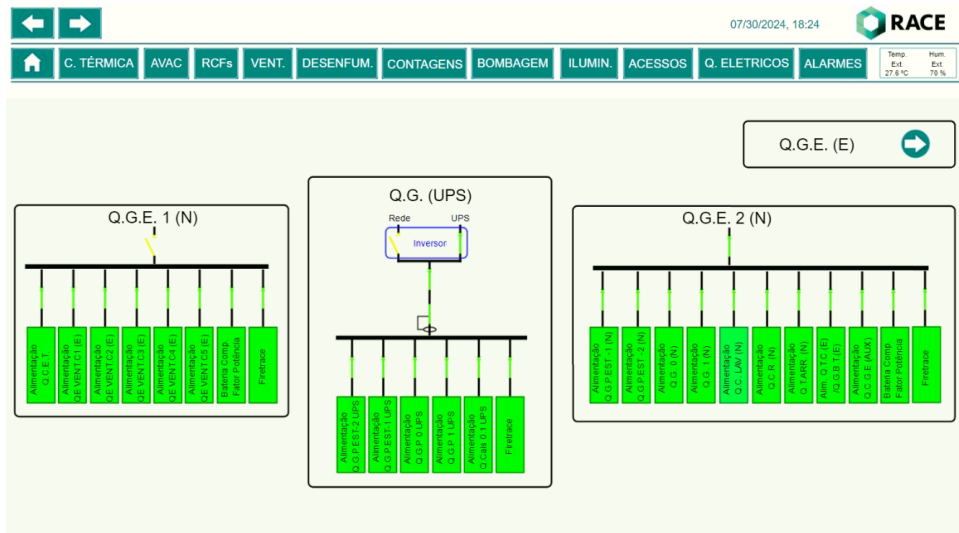 07/30/2024, 18:24
RACE
C. TÉRMICA
AVAC
RCFs
VENT.
DESENFUM.
CONTAGENS
BOMBAGEM
ILUMIN.
ACESSOS
Q. ELETRICOS
ALARMES
Temp.
Ext.
27.6 ºC
Hum.
Ext.
70 %
Q.G.E. (E)
Q.G.E. 1 (N)
Alimentação
Q.C.E.T.
Alimentação
QE.VENT.C1 (E)
Alimentação
QE.VENT.C2 (E)
Alimentação
QE.VENT.C3 (E)
Alimentação
QE.VENT.C4 (E)
Alimentação
QE.VENT.C5 (E)
Bateria Comp.
Fator Potência
Firetrace
Q.G. (UPS)
Rede
UPS
Inversor
Alimentação
Q.G.P.EST-2 UPS
Alimentação
Q.G.P.EST-1 UPS
Alimentação
Q.G.P 0 UPS
Alimentação
Q.G.P 1 UPS
Alimentação
Q.Cais 0.1 UPS
Firetrace
Q.G.E. 2 (N)
Alimentação
Q.G.P.EST -1 (N)
Alimentação
Q.G.P.EST -2 (N)
Alimentação
Q.G. 0 (N)
Alimentação
Q.G. 1 (N)
Alimentação
Q.C. LAV (N)
Alimentação
Q.C.R (N)
Alimentação
Q.T.ARR. (N)
Alim. Q.T.C.(E)
/Q.G.B.T.(E)
Alimentação
Q.C.G.E (AUX)
Bateria Comp.
Fator Potência
Firetrace